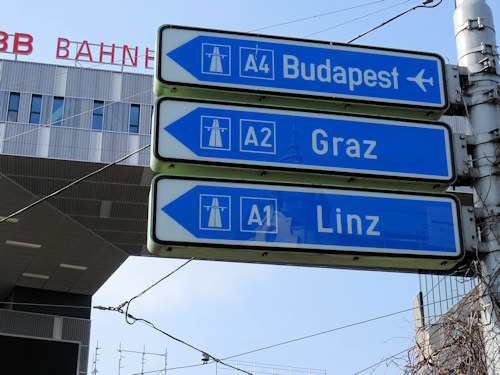 BB BAHNH
A4 Budapest
A2 Graz
A1 Linz